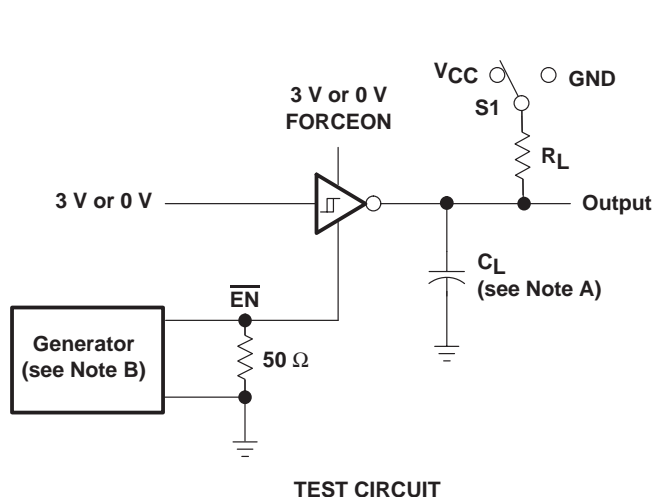 VCC
GND
S1
3 V or 0 V
FORCEON
RL
3 V or 0 V
Output
CL
(see Note A)
EN
Generator
(see Note B)
50 Ω
TEST CIRCUIT